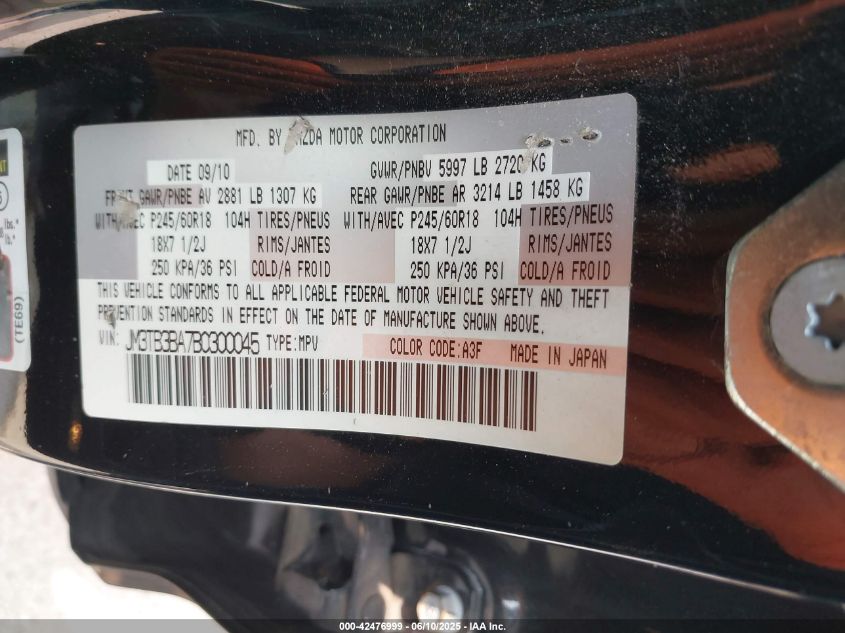 MFD. BY MAZDA MOTOR CORPORATION
DATE 09/10 GVWR/PNBV 5997 LB 2720 KG
FRONT GAWR/PNBE AV 2881 LB 1307 KG REAR GAWR/PNBE AR 3214 LB 1458 KG
WITH/AVEC P245/60R18 104H TIRES/PNEUS WITH/AVEC P245/60R18 104H TIRES/PNEUS
18X7 1/2J RIMS/JANTES 18X7 1/2J RIMS/JANTES
250 KPA/36 PSI COLD/A FROID 250 KPA/36 PSI COLD/A FROID
THIS VEHICLE CONFORMS TO ALL APPLICABLE FEDERAL MOTOR VEHICLE SAFETY AND THEFT
PREVENTION STANDARDS IN EFFECT ON THE DATE OF MANUFACTURE SHOWN ABOVE.
VIN: JM3TB3BA7B0300045 TYPE:MPV COLOR CODE:A3F MADE IN JAPAN
lbs.
lb.
(TE69)
000-42476999 - 06/10/2025 - IAA Inc.